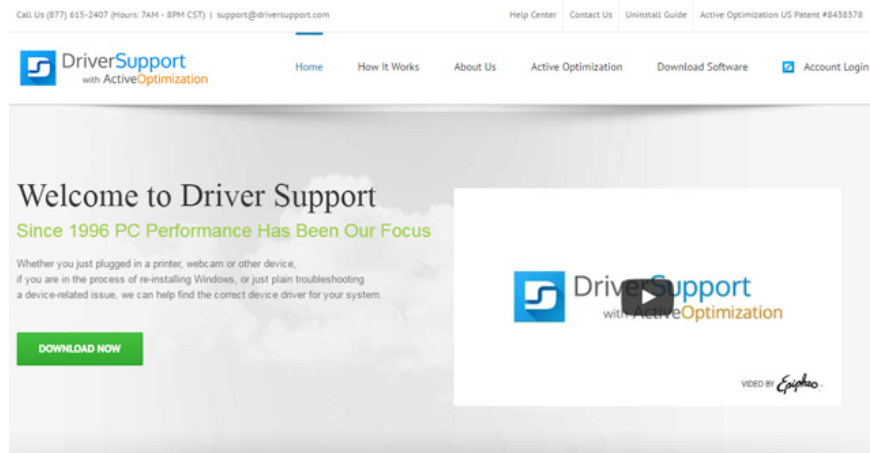 Call Us (877) 615-2407 (Hours: 7AM - 8PM CST) | support@driversupport.com
Help Center
Contact Us
Uninstall Guide
Active Optimization US Patent #8438378
DriverSupport
with ActiveOptimization
Home
How It Works
About Us
Active Optimization
Download Software
Account Login
Welcome to Driver Support
Since 1996 PC Performance Has Been Our Focus
Whether you just plugged in a printer, webcam or other device,
if you are in the process of re-installing Windows, or just plain troubleshooting
a device-related issue, we can help find the correct device driver for your system.
DOWNLOAD NOW
DriverSupport
with ActiveOptimization
VIDEO BY Epipheo.